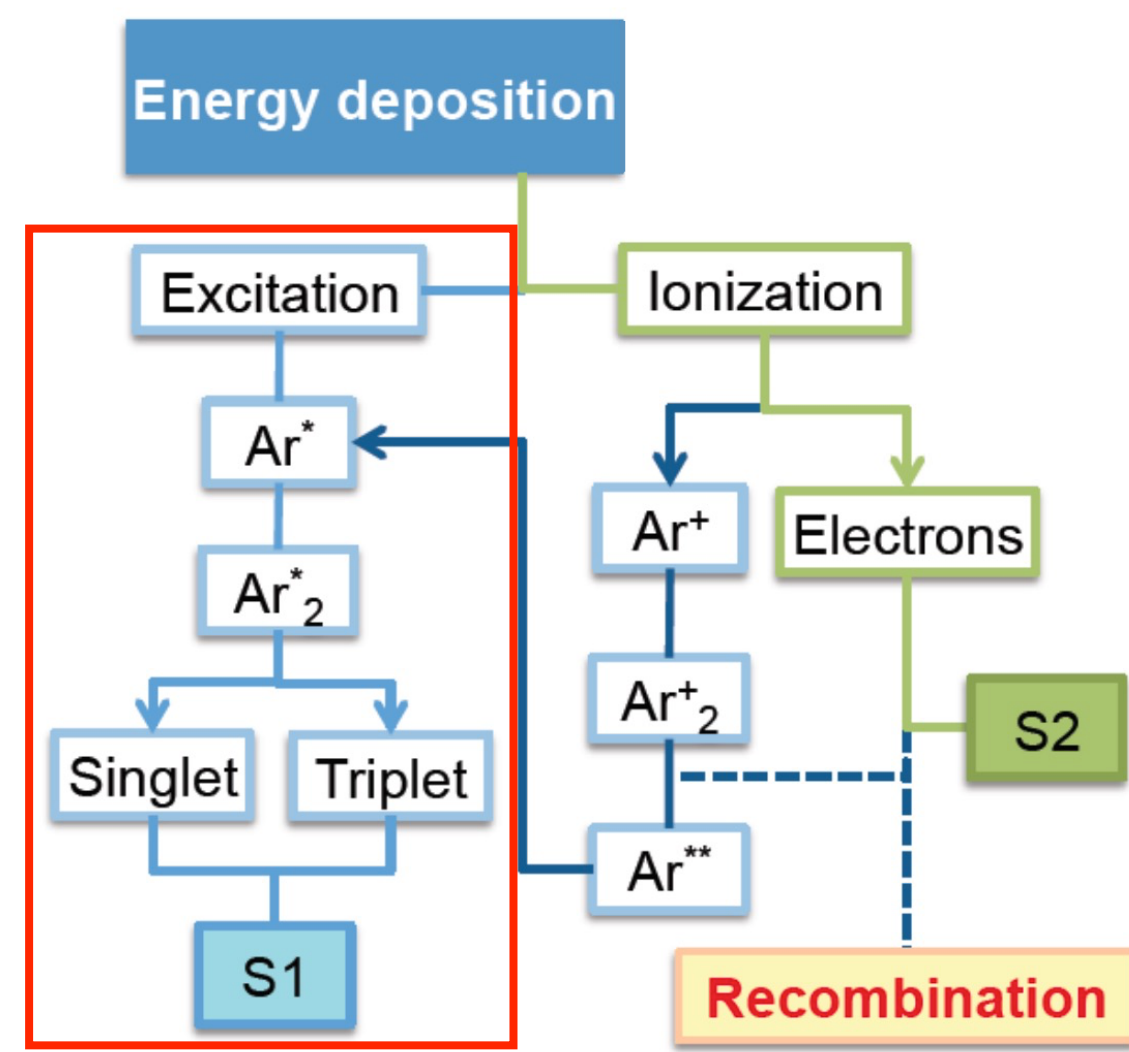 Energy deposition
Excitation
Ionization
Ar*
Ar+
Electrons
Ar*2
Ar+2
S2
Singlet
Triplet
Ar**
S1
Recombination